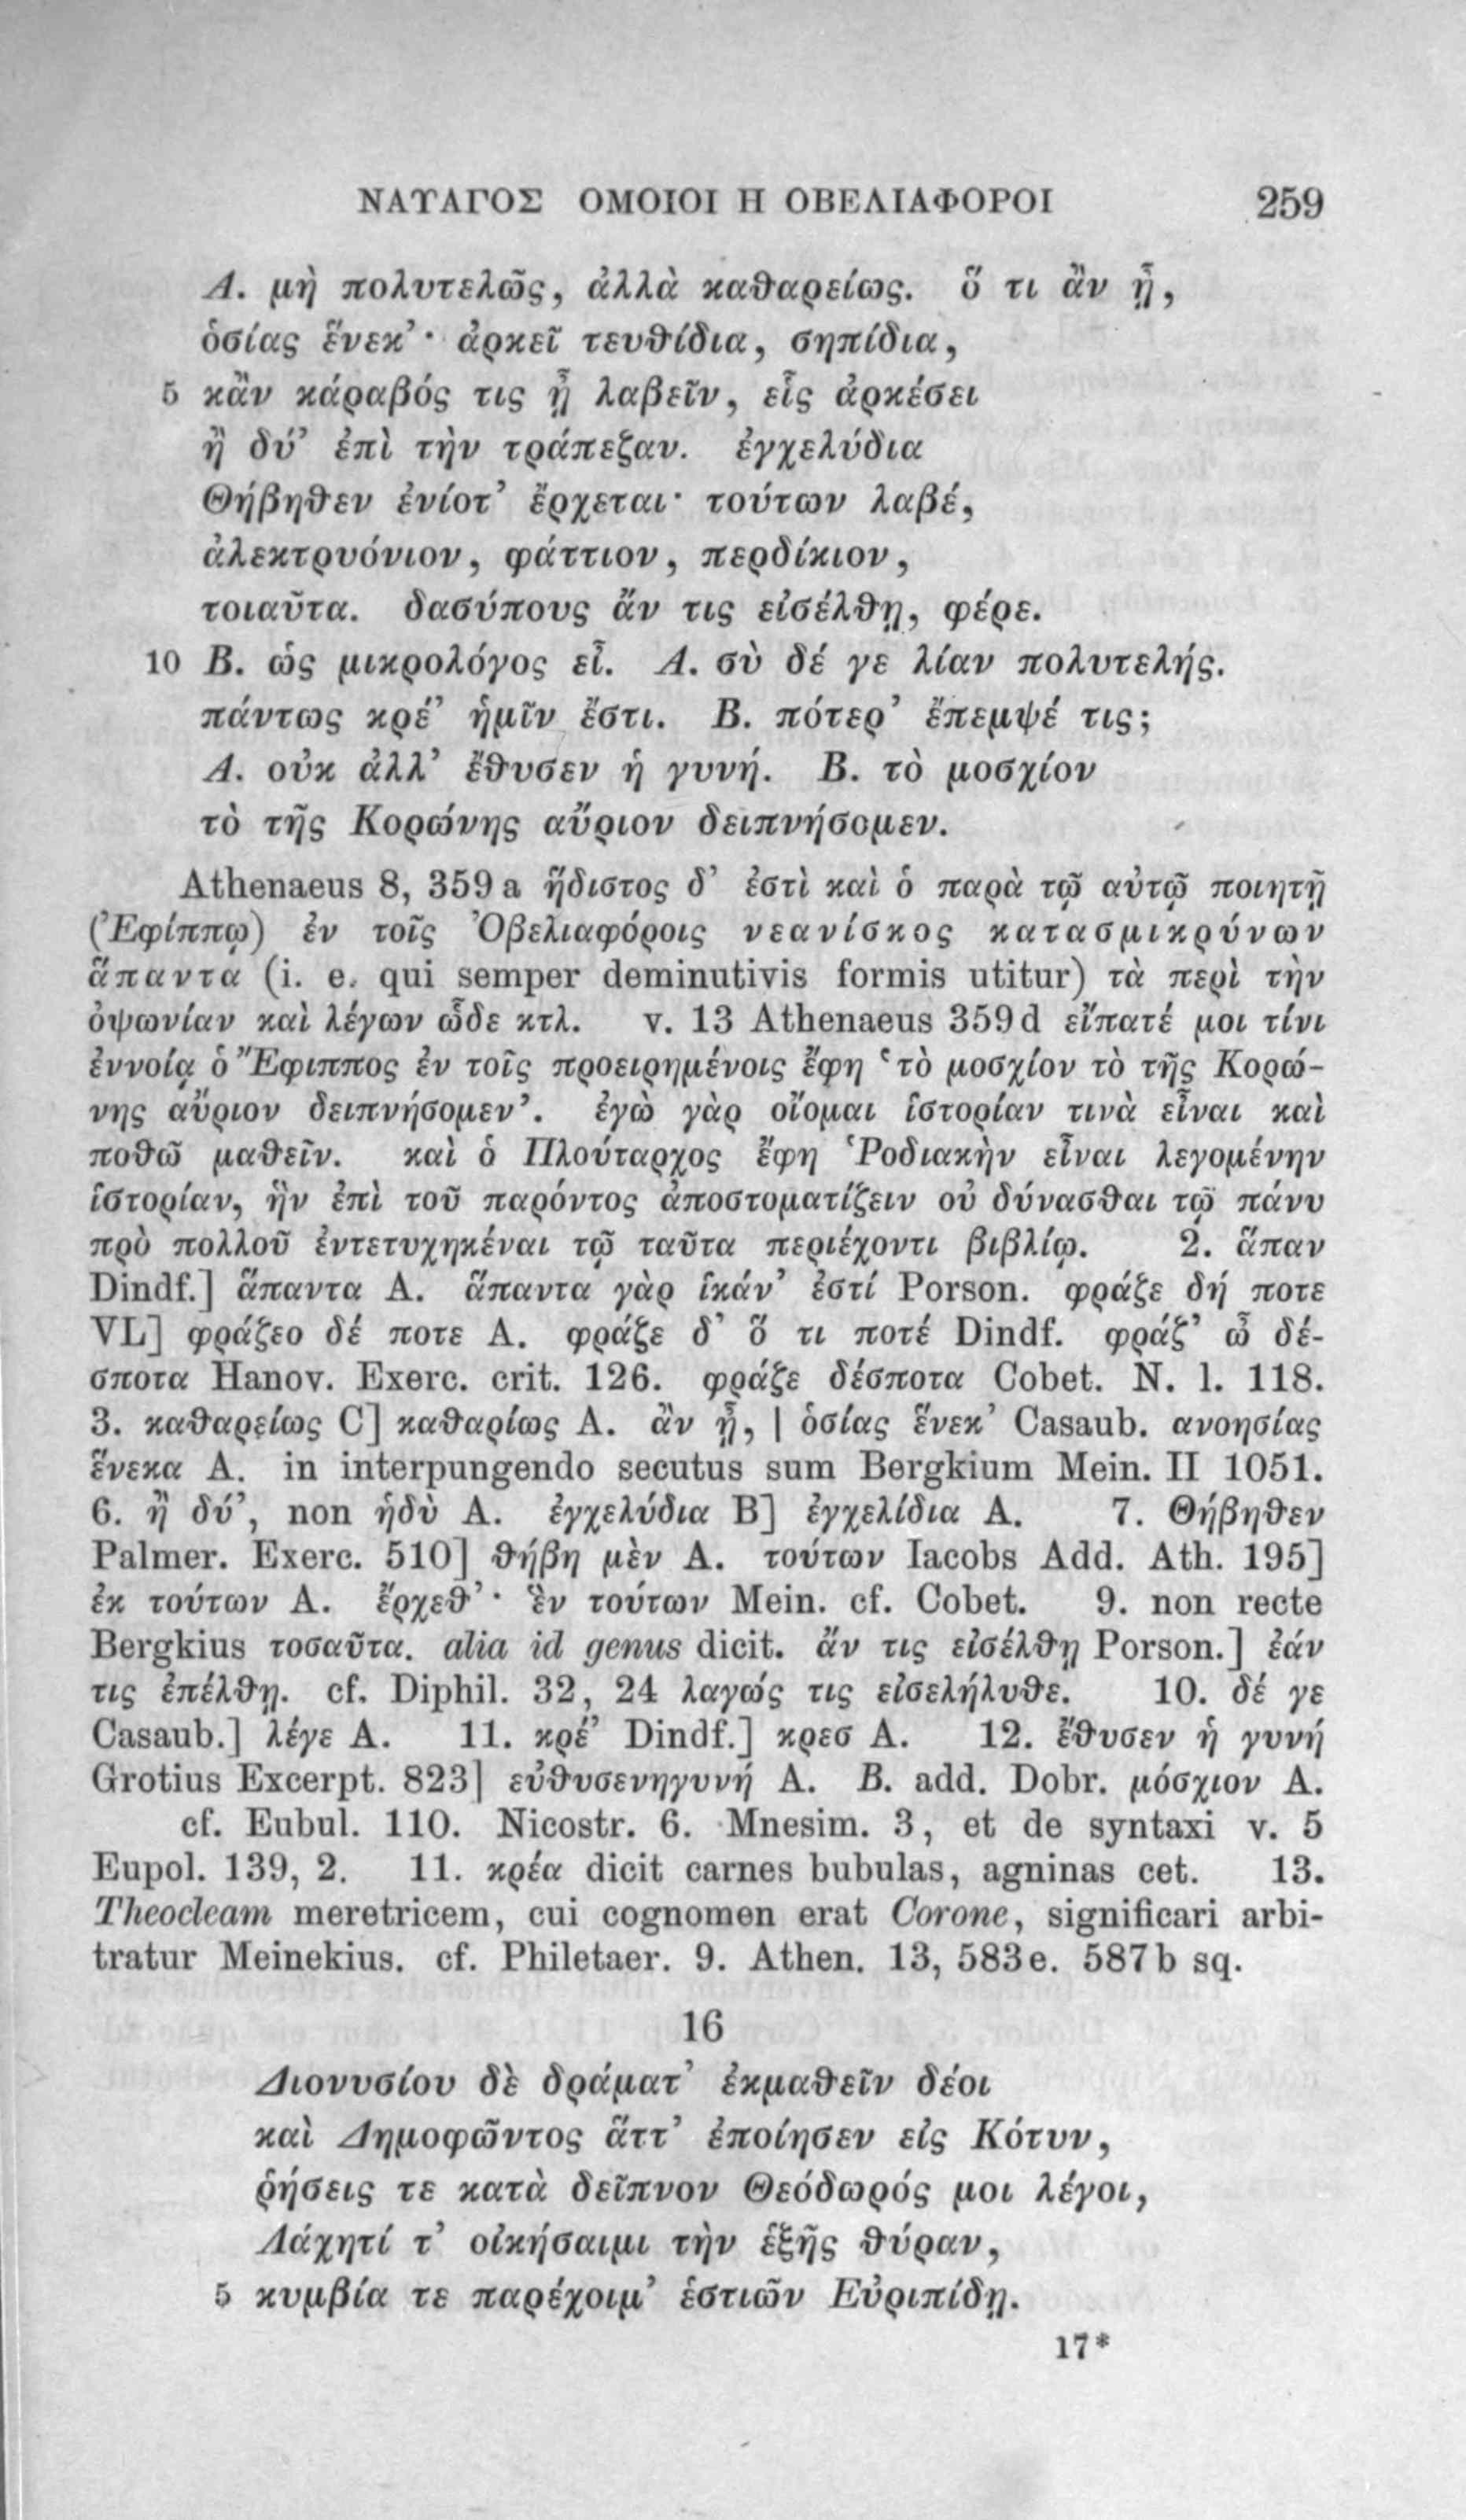 ΝΑΥΑΓΟΣ ΟΜΟΙΟΙ Η ΟΒΕΛΙΑΦΟΡΟΙ 259
Α. μὴ πολυτελῶς, ἀλλὰ καθαρείως. ὅ τι ἂν ᾖ,
ὁσίας ἕνεκ’· ἀρκεῖ τευθίδια, σηπίδια,
5 κἂν κάραβός τις ᾖ λαβεῖν, εἷς ἀρκέσει
ἢ δύ’ ἐπὶ τὴν τράπεζαν. ἐγχελύδια
Θήβηθεν ἐνίοτ’ ἔρχεται· τούτων λαβέ,
ἀλεκτρυόνιον, φάττιον, περδίκιον,
τοιαῦτα. δασύπους ἄν τις εἰσέλθῃ, φέρε.
10 Β. ὡς μικρολόγος εἶ. Α. σὺ δέ γε λίαν πολυτελής.
πάντως κρέ’ ἡμῖν ἔστι. Β. πότερ’ ἔπεμψέ τις;
Α. οὐκ ἀλλ’ ἔθυσεν ἡ γυνή. Β. τὸ μοσχίον
τὸ τῆς Κορώνης αὔριον δειπνήσομεν.
Athenaeus 8, 359 a ἥδιστος δ’ ἐστὶ καὶ ὁ παρὰ τῷ αὐτῷ ποιητῇ
(Ἐφίππῳ) ἐν τοῖς Ὀβελιαφόροις νεανίσκος κατασμικρύνων
ἅπαντα (i. e. qui semper deminutivis formis utitur) τὰ περὶ τὴν
ὀψωνίαν καὶ λέγων ὧδε κτλ. v. 13 Athenaeus 359 d εἴπατέ μοι τίνι
ἐννοίᾳ ὁ Ἔφιππος ἐν τοῖς προειρημένοις ἔφη ‘τὸ μοσχίον τὸ τῆς Κορώ-
νης αὔριον δειπνήσομεν’. ἐγὼ γὰρ οἴομαι ἱστορίαν τινὰ εἶναι καὶ
ποθῶ μαθεῖν. καὶ ὁ Πλούταρχος ἔφη Ῥοδιακὴν εἶναι λεγομένην
ἱστορίαν, ἣν ἐπὶ τοῦ παρόντος ἀποστοματίζειν οὐ δύνασθαι τῷ πάνυ
πρὸ πολλοῦ ἐντετυχηκέναι τῷ ταῦτα περιέχοντι βιβλίῳ. 2. ἅπαν
Dindf.] ἅπαντα A. ἅπαντα γὰρ ἱκάν’ ἐστί Porson. φράζε δή ποτε
VL] φράζεο δέ ποτε A. φράζε δ’ ὅ τι ποτέ Dindf. φράζ’ ὦ δέ-
σποτα Hanov. Exerc. crit. 126. φράζε δέσποτα Cobet. N. l. 118.
3. καθαρείως C] καθαρίως A. ἂν ᾖ, | ὁσίας ἕνεκ’ Casaub. ανοησίας
ἕνεκα A. in interpungendo secutus sum Bergkium Mein. II 1051.
6. ἢ δύ’, non ἡδὺ A. ἐγχελύδια B] ἐγχελίδια A. 7. Θήβηθεν
Palmer. Exerc. 510] θήβη μὲν A. τούτων Iacobs Add. Ath. 195]
ἐκ τούτων A. ἔρχεθ’· ἓν τούτων Mein. cf. Cobet. 9. non recte
Bergkius τοσαῦτα. alia id genus dicit. ἄν τις εἰσέλθῃ Porson.] ἐάν
τις ἐπέλθῃ. cf. Diphil. 32, 24 λαγώς τις εἰσελήλυθε. 10. δέ γε
Casaub.] λέγε A. 11. κρέ’ Dindf.] κρεσ A. 12. ἔθυσεν ἡ γυνή
Grotius Excerpt. 823] εὐθυσενηγυνή A. B. add. Dobr. μόσχιον A.
cf. Eubul. 110. Nicostr. 6. Mnesim. 3, et de syntaxi v. 5
Eupol. 139, 2. 11. κρέα dicit carnes bubulas, agninas cet. 13.
Theocleam meretricem, cui cognomen erat Corone, significari arbi-
tratur Meinekius. cf. Philetaer. 9. Athen. 13, 583 e. 587 b sq.
16
Διονυσίου δὲ δράματ’ ἐκμαθεῖν δέοι
καὶ Δημοφῶντος ἅττ’ ἐποίησεν εἰς Κότυν,
ῥήσεις τε κατὰ δεῖπνον Θεόδωρός μοι λέγοι,
Λάχητί τ’ οἰκήσαιμι τὴν ἑξῆς θύραν,
5 κυμβία τε παρέχοιμ’ ἑστιῶν Εὐριπίδῃ.
17*